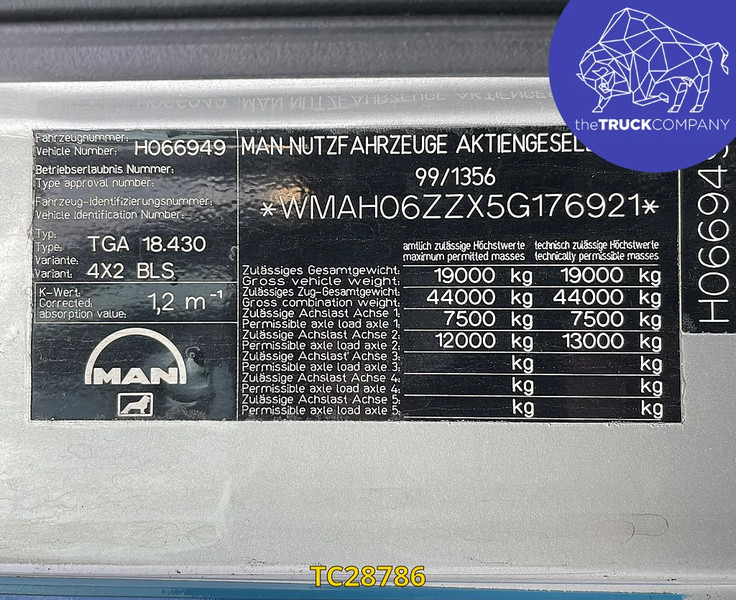 theTRUCKCOMPANY
Fahrzeugnummer:
Vehicle Number: H066949
Betriebserlaubnis Nummer:
Type approval number:
Fahrzeug-Identifizierungsnummer:
Vehicle Identification Number:
Typ:
Type: TGA 18.430
Variante:
Variant: 4X2 BLS
K-Wert:
Corrected 1,2 m⁻¹
absorption value:
MAN
MAN NUTZFAHRZEUGE
99/1356
*WMAH06ZZX5G176921*
amtlich zulässige Höchstwerte technisch zulässige Höchstwerte
maximum permitted masses technically permissible masses
Zulässiges Gesamtgewicht:
Gross vehicle weight: 19000 kg 19000 kg
Zulässiges Zug-Gesamtgewicht:
Gross combination weight: 44000 kg 44000 kg
Zulässige Achslast Achse 1:
Permissible axle load axle 1: 7500 kg 7500 kg
Zulässige Achslast Achse 2:
Permissible axle load axle 2: 12000 kg 13000 kg
Zulässige Achslast Achse 3:
Permissible axle load axle 3: kg kg
Zulässige Achslast Achse 4:
Permissible axle load axle 4: kg kg
Zulässige Achslast Achse 5:
Permissible axle load axle 5: kg kg
TC28786